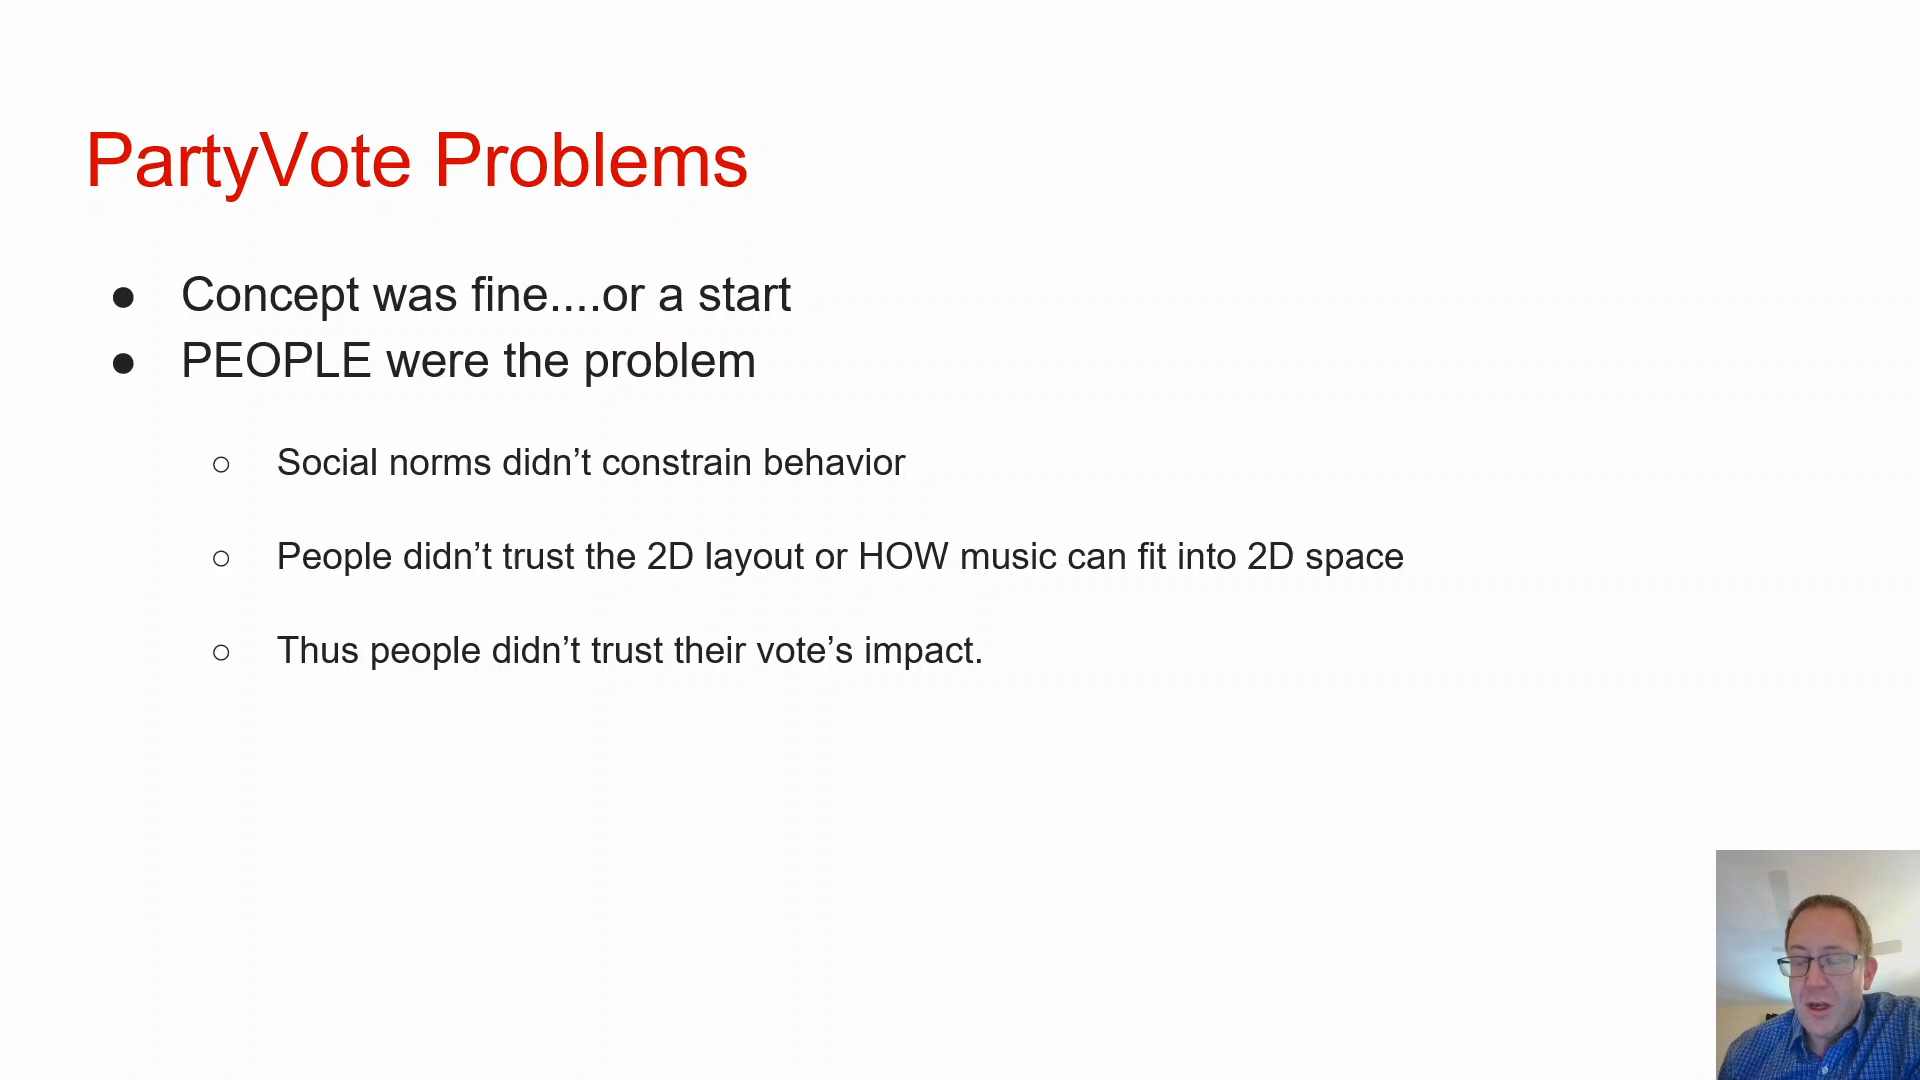 PartyVote Problems
● Concept was fine....or a start
● PEOPLE were the problem
○ Social norms didn’t constrain behavior
○ People didn’t trust the 2D layout or HOW music can fit into 2D space
○ Thus people didn’t trust their vote’s impact.